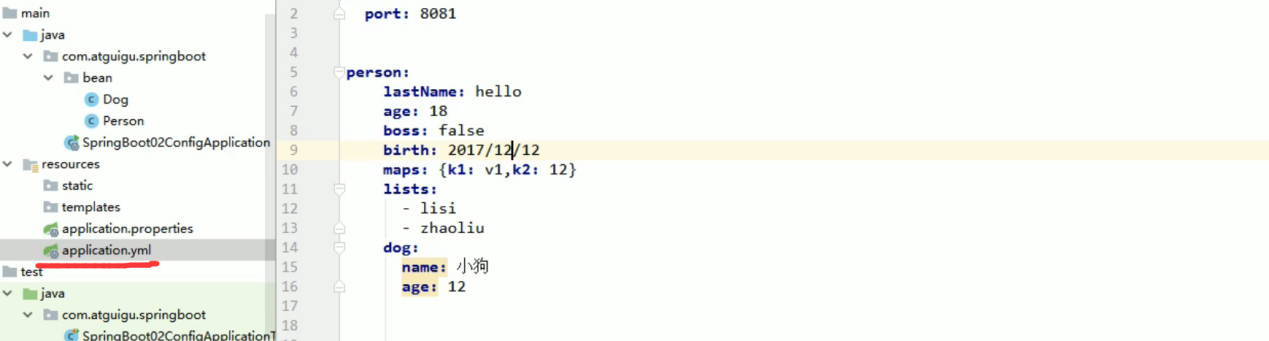 main
java
com.atguigu.springboot
bean
Dog
Person
SpringBoot02ConfigApplication
resources
static
templates
application.properties
application.yml
test
java
com.atguigu.springboot
SpringBoot02ConfigApplicationT
2 port: 8081
3
4
5 person:
6 lastName: hello
7 age: 18
8 boss: false
9 birth: 2017/12/12
10 maps: {k1: v1,k2: 12}
11 lists:
12 - lisi
13 - zhaoliu
14 dog:
15 name: 小狗
16 age: 12
17
18